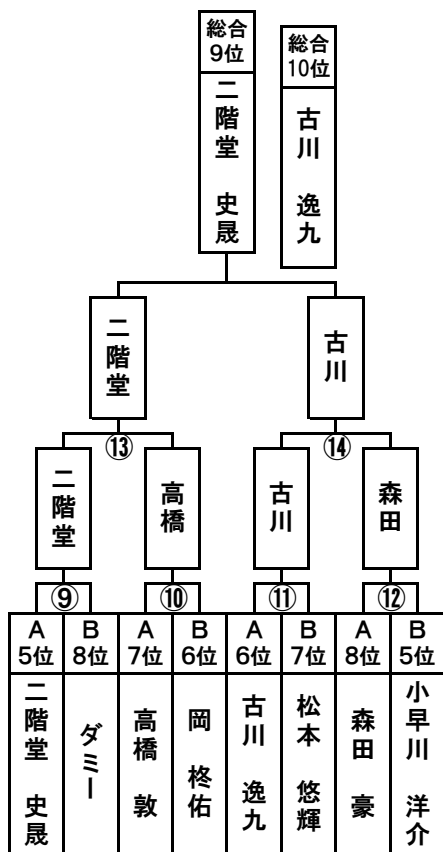 総合
9位
二階堂 史晟
総合
10位
古川 逸九
二階堂
古川
⑬
⑭
二階堂
高橋
古川
森田
⑨
⑩
⑪
⑫
A
5位
B
8位
A
7位
B
6位
A
6位
B
7位
A
8位
B
5位
二階堂 史晟
ダミー
高橋 敦
岡 柊佑
古川 逸九
松本 悠輝
森田 豪
小早川 洋介